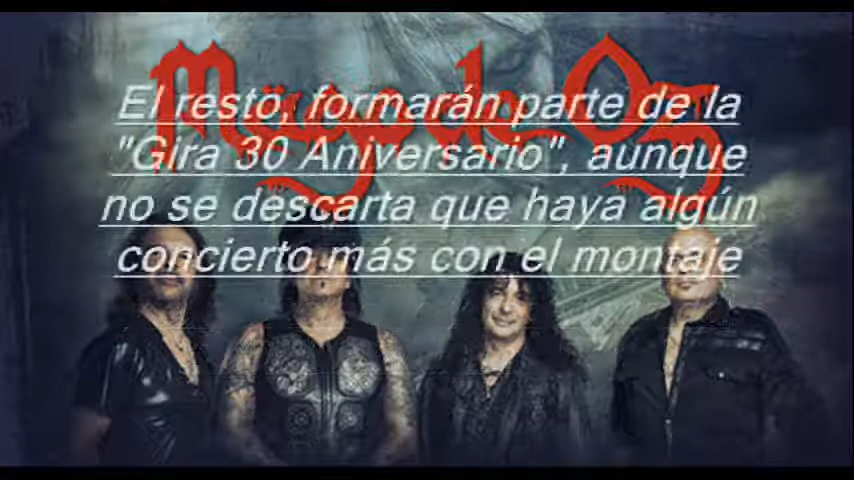 Mägo de Oz
El resto, formarán parte de la
"Gira 30 Aniversario", aunque
no se descarta que haya algún
concierto más con el montaje